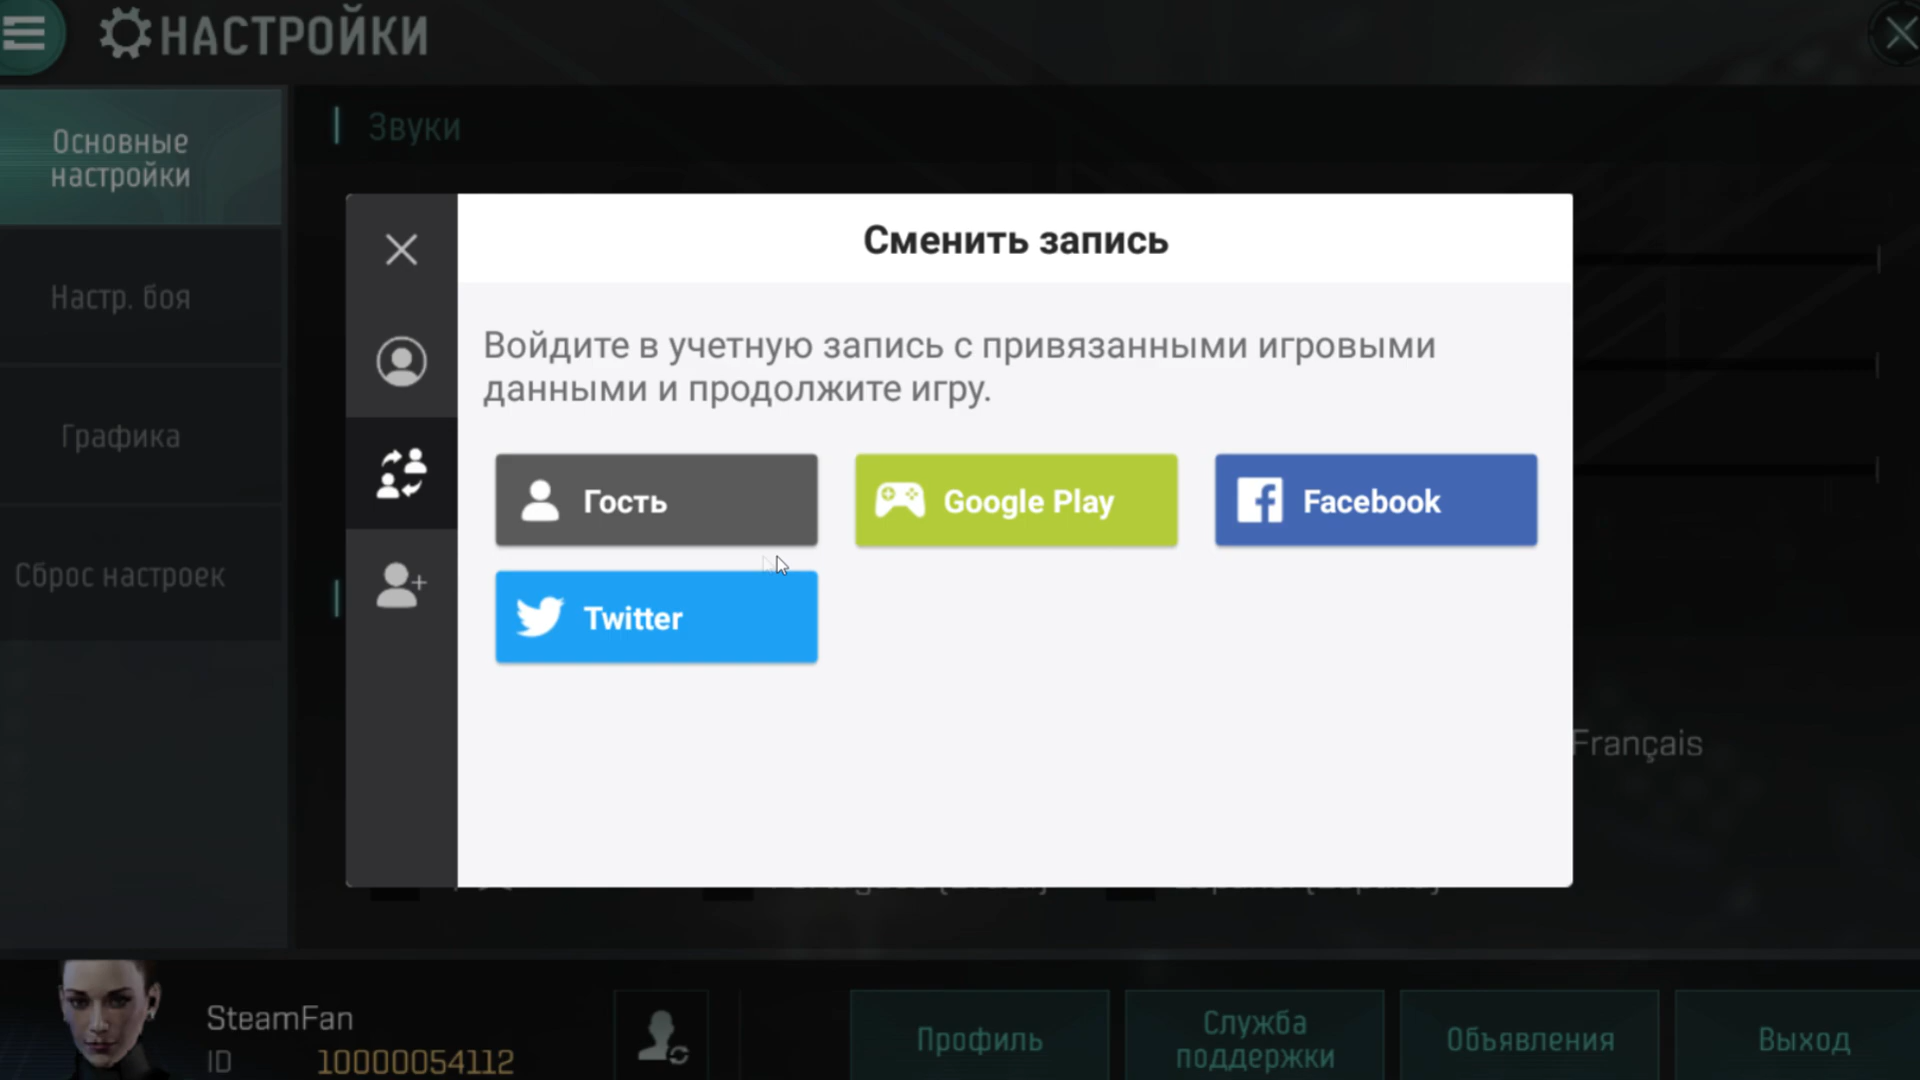 НАСТРОЙКИ
Основные
настройки
Звуки
Настр. боя
Графика
Сброс настроек
Сменить запись
Войдите в учетную запись с привязанными игровыми
данными и продолжите игру.
Гость
Google Play
Facebook
Twitter
Français
SteamFan
ID 10000054112
Профиль
Служба
поддержки
Объявления
Выход